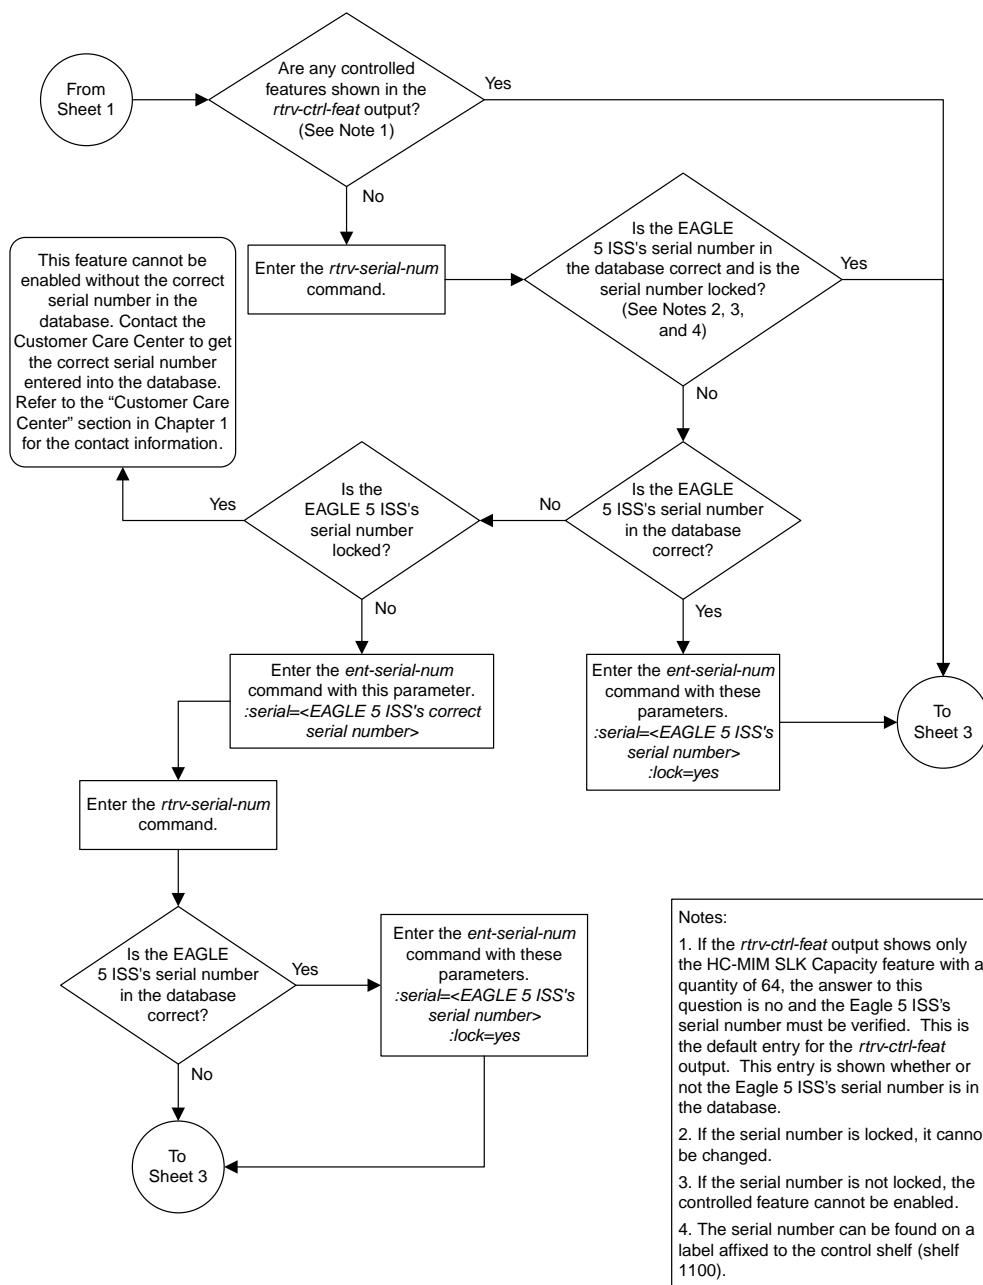 From
Sheet 1
Are any controlled
features shown in the
rtrv-ctrl-feat output?
(See Note 1)
Yes
No
Enter the rtrv-serial-num
command.
Is the EAGLE
5 ISS's serial number in
the database correct and is the
serial number locked?
(See Notes 2, 3,
and 4)
Yes
No
This feature cannot be
enabled without the correct
serial number in the
database. Contact the
Customer Care Center to get
the correct serial number
entered into the database.
Refer to the “Customer Care
Center” section in Chapter 1
for the contact information.
Yes
Is the
EAGLE 5 ISS's
serial number
locked?
No
No
Is the EAGLE
5 ISS's serial number
in the database
correct?
Yes
Enter the ent-serial-num
command with this parameter.
:serial=<EAGLE 5 ISS's correct
serial number>
Enter the ent-serial-num
command with these
parameters.
:serial=<EAGLE 5 ISS's
serial number>
:lock=yes
To
Sheet 3
Enter the rtrv-serial-num
command.
Is the EAGLE
5 ISS's serial number
in the database
correct?
Yes
No
Enter the ent-serial-num
command with these
parameters.
:serial=<EAGLE 5 ISS's
serial number>
:lock=yes
To
Sheet 3
Notes:
1. If the rtrv-ctrl-feat output shows only
the HC-MIM SLK Capacity feature with a
quantity of 64, the answer to this
question is no and the Eagle 5 ISS's
serial number must be verified. This is
the default entry for the rtrv-ctrl-feat
output. This entry is shown whether or
not the Eagle 5 ISS's serial number is in
the database.
2. If the serial number is locked, it canno
be changed.
3. If the serial number is not locked, the
controlled feature cannot be enabled.
4. The serial number can be found on a
label affixed to the control shelf (shelf
1100).